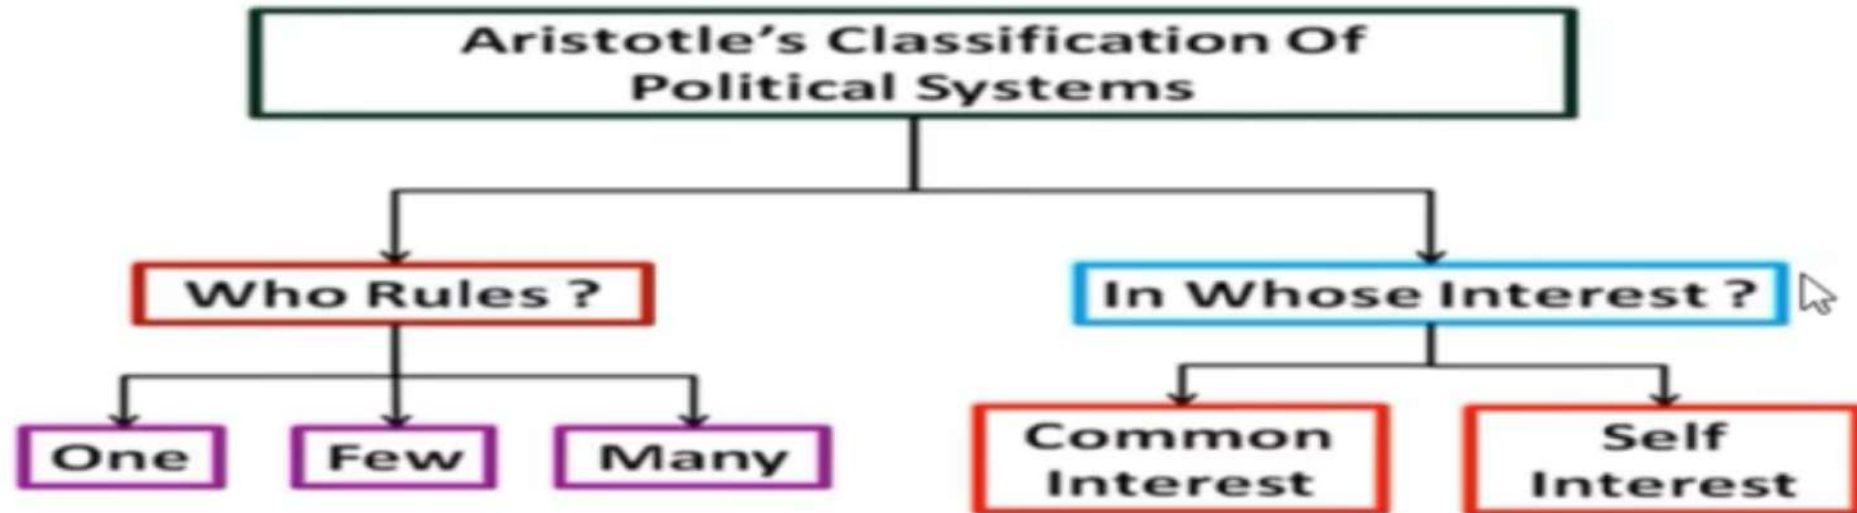 Aristotle’s Classification Of
Political Systems
Who Rules ?
In Whose Interest ?
One
Few
Many
Common
Interest
Self
Interest